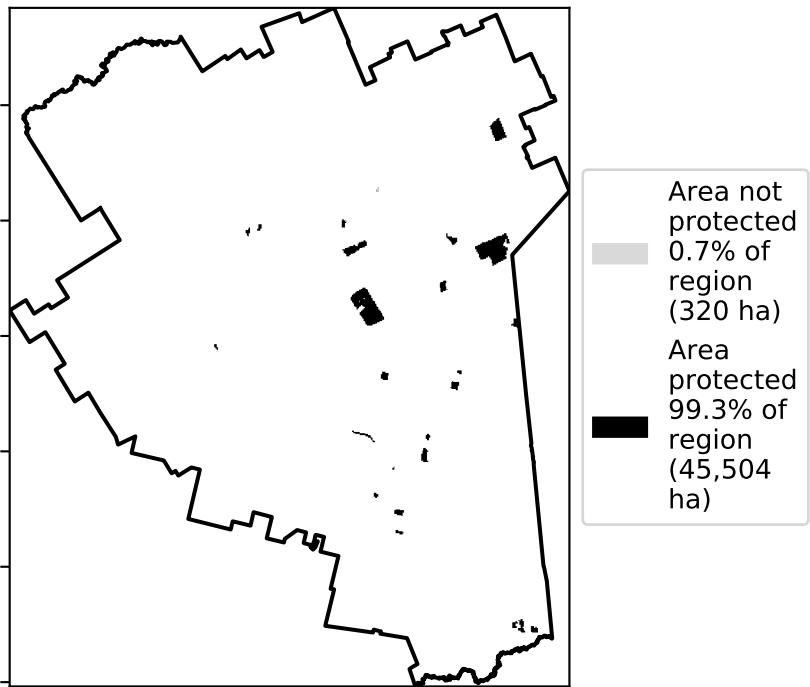 Area not
protected
0.7% of
region
(320 ha)
Area
protected
99.3% of
region
(45,504
ha)